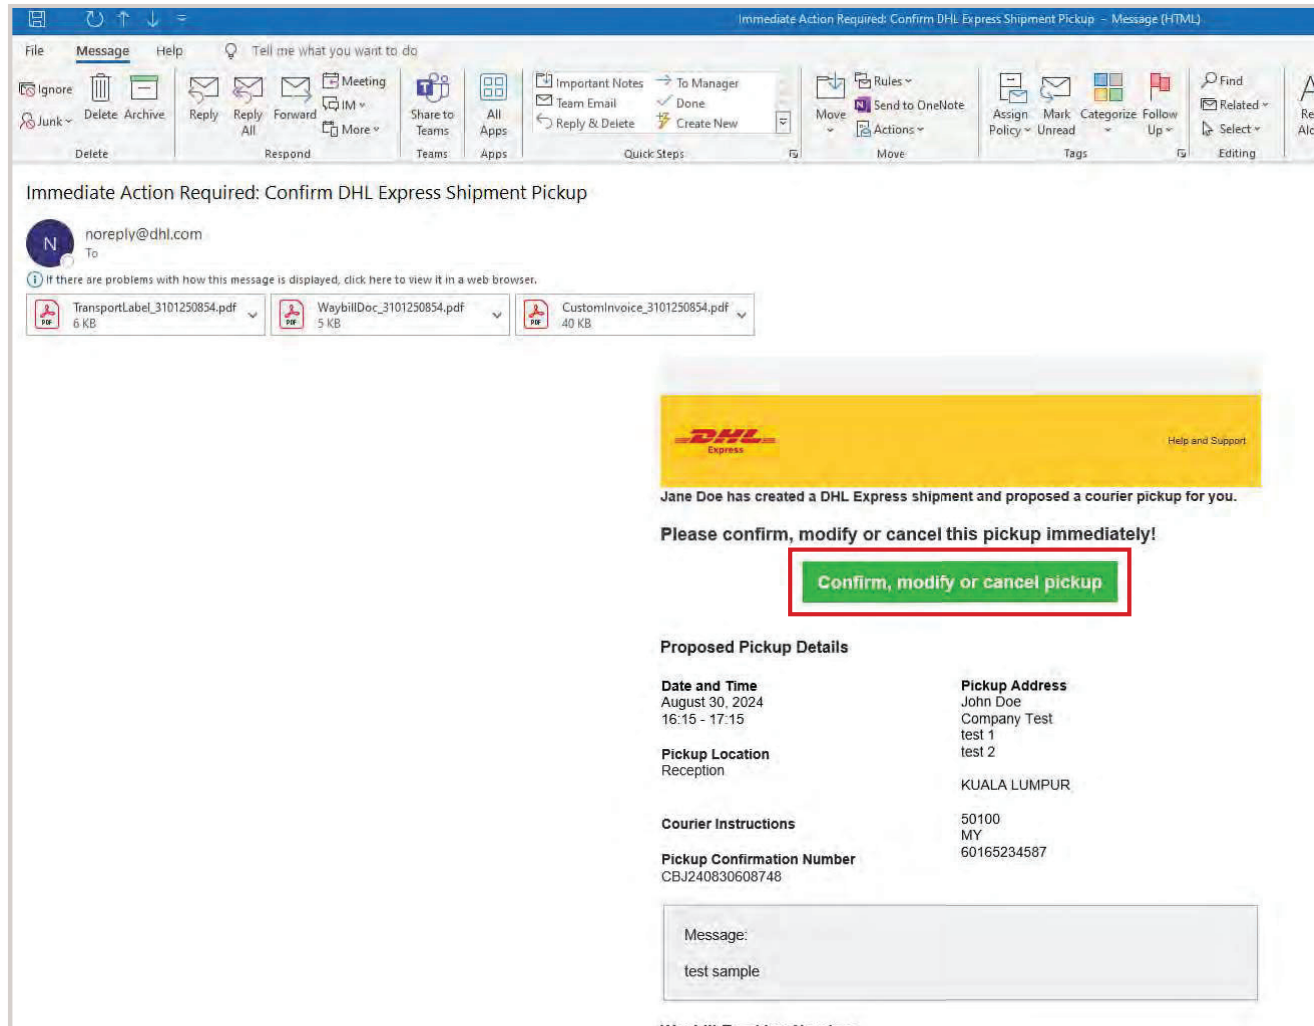 Immediate Action Required: Confirm DHL Express Shipment Pickup - Message (HTML)
File Message Help Tell me what you want to do
Ignore
Junk
Delete Archive
Delete
Reply Reply All Forward
Meeting
IM
More
Respond
Share to Teams
Teams
All Apps
Apps
Important Notes
Team Email
Reply & Delete
To Manager
Done
Create New
Quick Steps
Move
Rules
Send to OneNote
Actions
Move
Assign Policy Mark Unread Categorize Follow Up
Tags
Find
Related
Select
Editing
Immediate Action Required: Confirm DHL Express Shipment Pickup
N
noreply@dhl.com
To
If there are problems with how this message is displayed, click here to view it in a web browser.
PDF
TransportLabel_3101250854.pdf
6 KB
PDF
WaybillDoc_3101250854.pdf
5 KB
PDF
CustomInvoice_3101250854.pdf
40 KB
DHL
Express
Help and Support
Jane Doe has created a DHL Express shipment and proposed a courier pickup for you.
Please confirm, modify or cancel this pickup immediately!
Confirm, modify or cancel pickup
Proposed Pickup Details
Date and Time
August 30, 2024
16:15 - 17:15
Pickup Location
Reception
Courier Instructions
Pickup Confirmation Number
CBJ240830608748
Pickup Address
John Doe
Company Test
test 1
test 2
KUALA LUMPUR
50100
MY
60165234587
Message:
test sample